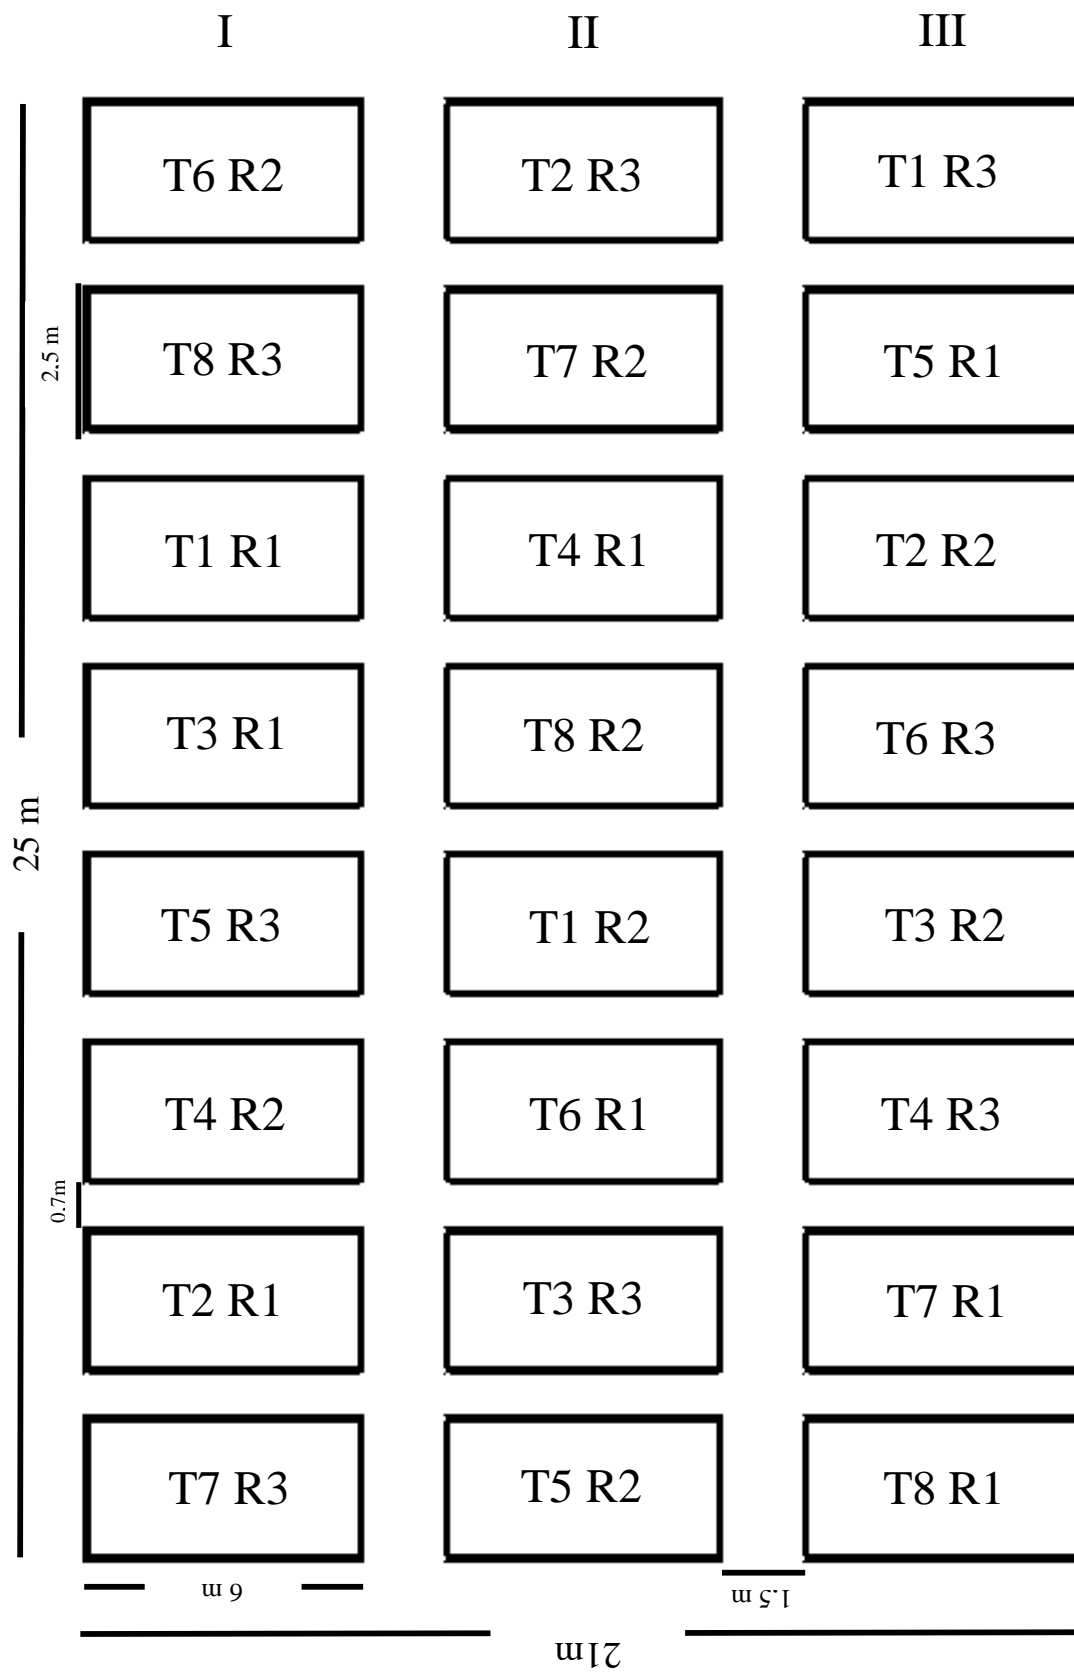 I II III
T6 R2 T2 R3 T1 R3
2.5 m
T8 R3 T7 R2 T5 R1
T1 R1 T4 R1 T2 R2
T3 R1 T8 R2 T6 R3
25 m
T5 R3 T1 R2 T3 R2
T4 R2 T6 R1 T4 R3
0.7m
T2 R1 T3 R3 T7 R1
T7 R3 T5 R2 T8 R1
6 m
1.5 m
21m